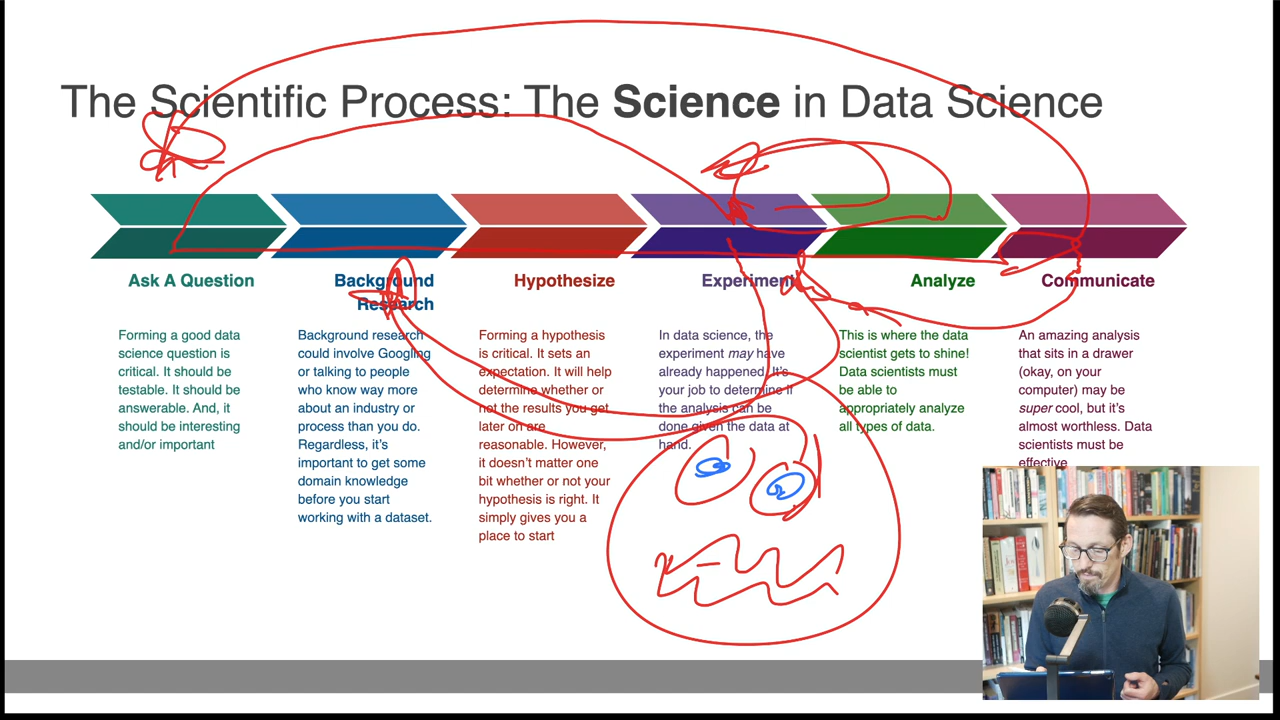 The Scientific Process: The Science in Data Science
Ask A Question
Forming a good data
science question is
critical. It should be
testable. It should be
answerable. And, it
should be interesting
and/or important
Background
Research
Background research
could involve Googling
or talking to people
who know way more
about an industry or
process than you do.
Regardless, it's
important to get some
domain knowledge
before you start
working with a dataset.
Hypothesize
Forming a hypothesis
is critical. It sets an
expectation. It will help
determine whether or
not the results you get
later on are
reasonable. However,
it doesn't matter one
bit whether or not your
hypothesis is right. It
simply gives you a
place to start
Experiment
In data science, the
experiment may have
already happened. It's
your job to determine if
the analysis can be
done given the data at
hand.
Analyze
This is where the data
scientist gets to shine!
Data scientists must
be able to
appropriately analyze
all types of data.
Communicate
An amazing analysis
that sits in a drawer
(okay, on your
computer) may be
super cool, but it's
almost worthless. Data
scientists must be
effective